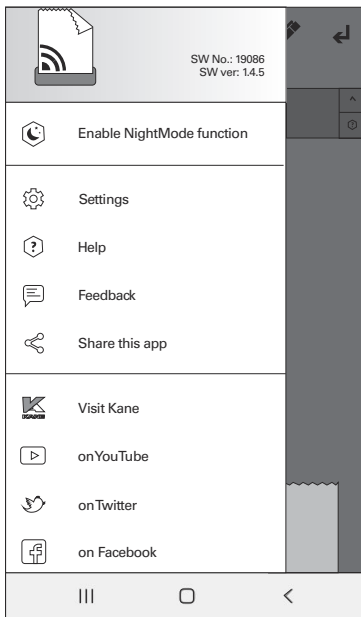 SW No.: 19086
SW ver: 1.4.5
Enable NightMode function
Settings
? Help
Feedback
Share this app
KANE Visit Kane
onYouTube
onTwitter
f on Facebook